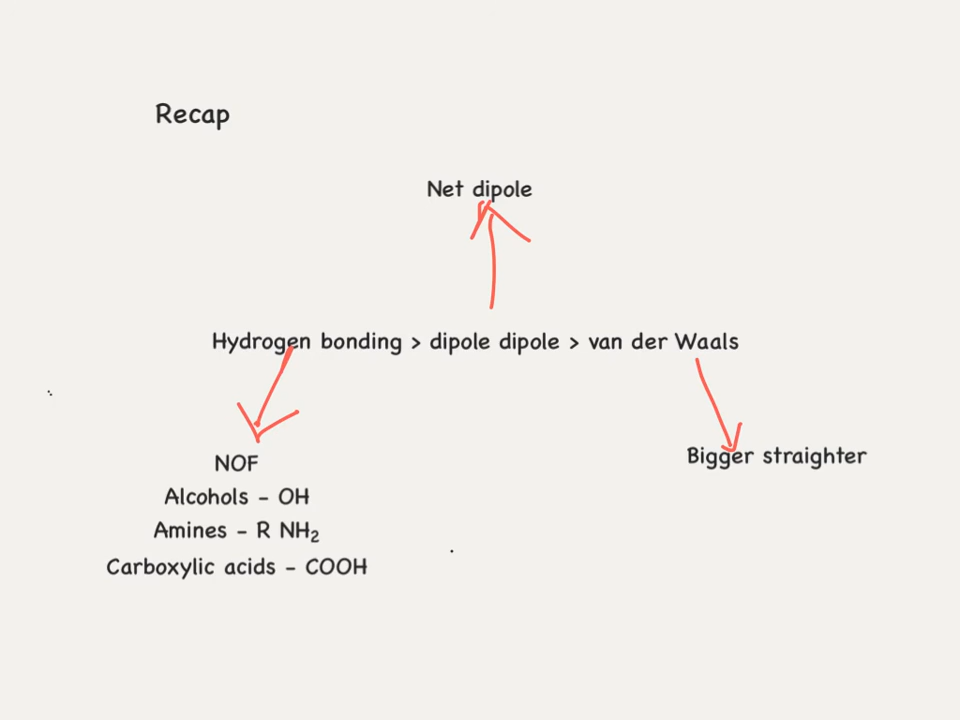 Recap
Net dipole
Hydrogen bonding > dipole dipole > van der Waals
NOF
Bigger straighter
Alcohols - OH
Amines - R NH₂
Carboxylic acids - COOH